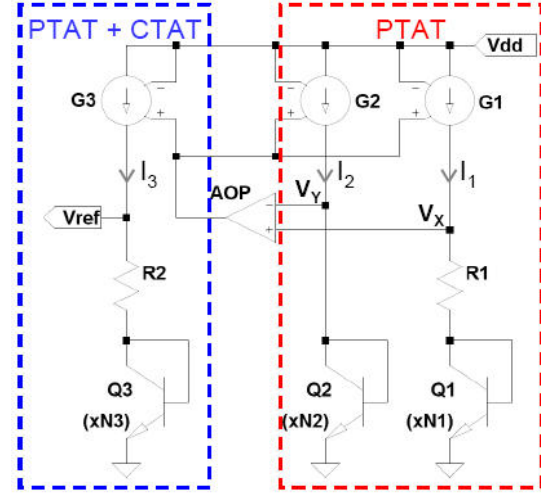 PTAT + CTAT
PTAT
Vdd
G3
G2
G1
-
+
-
+
-
+
I3
I2
I1
AOP
VY
-
+
VX
Vref
R2
R1
Q3
(xN3)
Q2
(xN2)
Q1
(xN1)